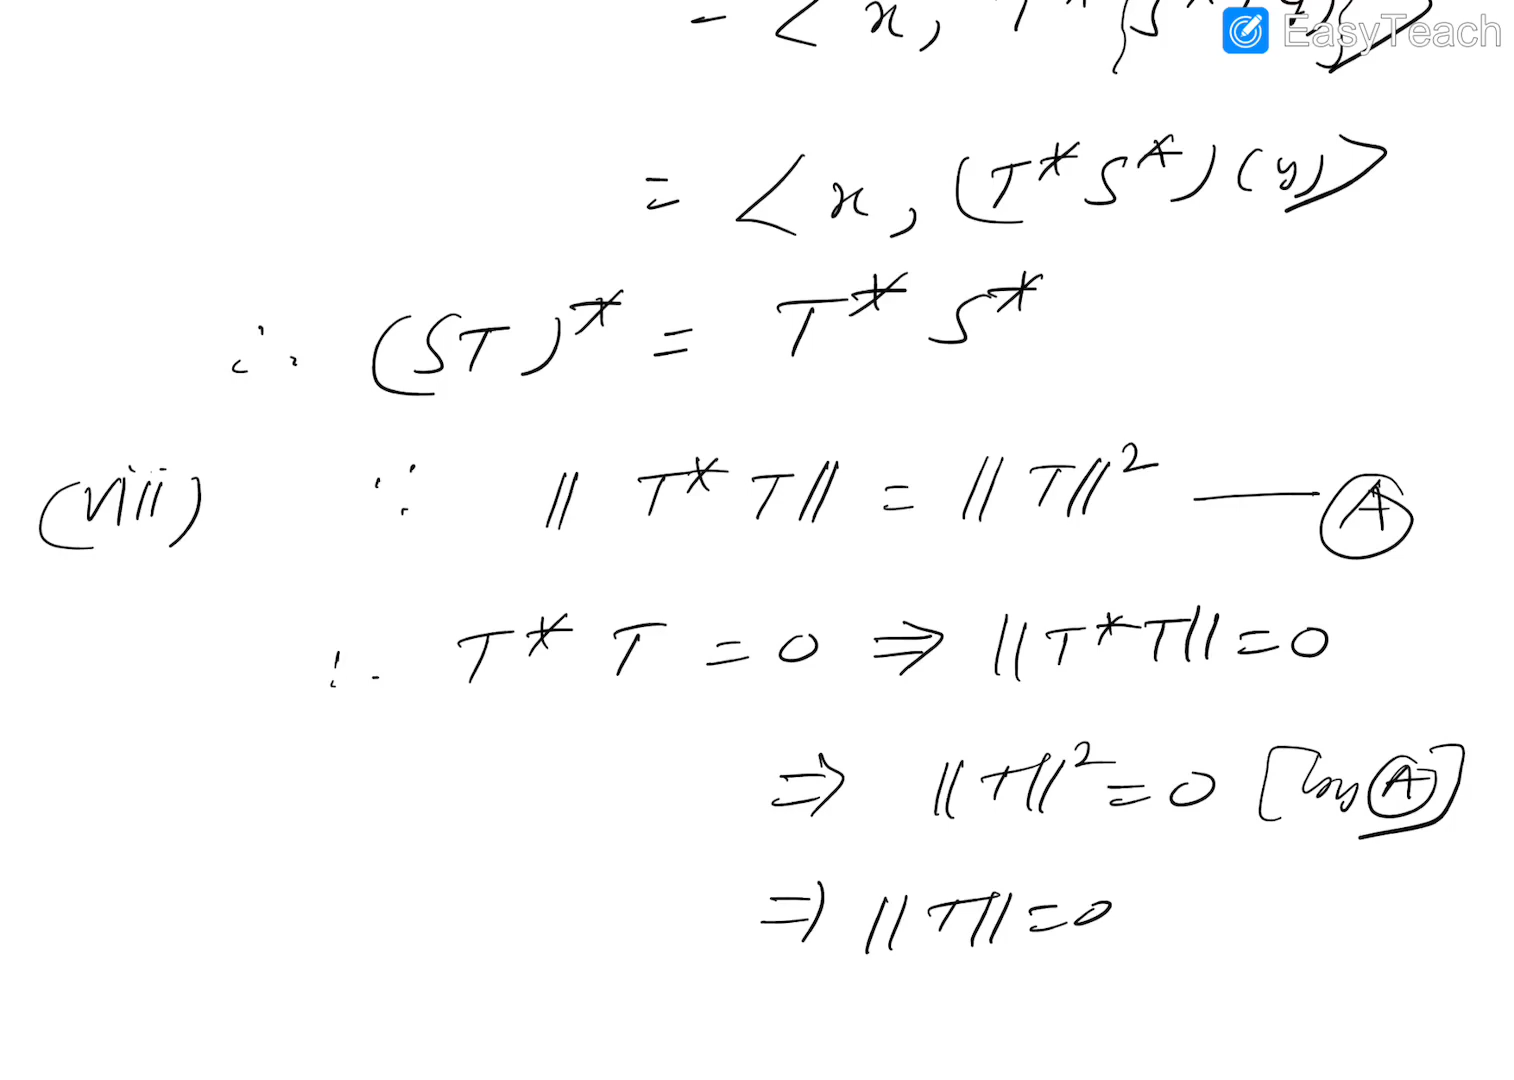 = < x, T* {S*(y)} >
EasyTeach
= < x, (T* S*)(y) >
∴ (ST)* = T* S*
(viii) ∵ || T* T || = || T ||² —— Ⓐ
∴ T* T = 0 ⇒ || T* T || = 0
⇒ || T ||² = 0 [by Ⓐ]
⇒ || T || = 0